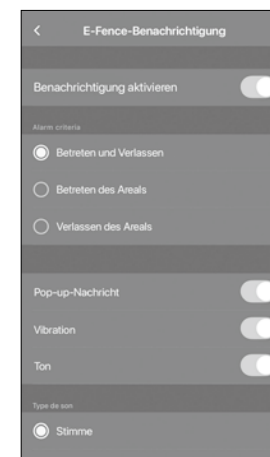 E-Fence-Benachrichtigung
Benachrichtigung aktivieren
Alarm criteria
Betreten und Verlassen
Betreten des Areals
Verlassen des Areals
Pop-up-Nachricht
Vibration
Ton
Type de son
Stimme